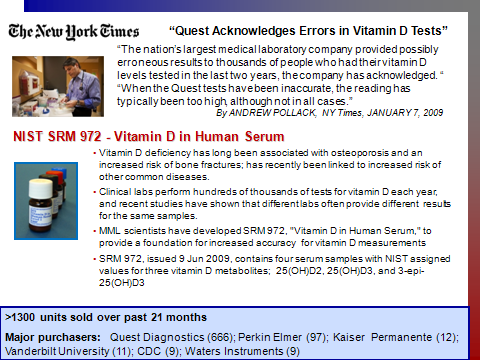 The New York Times
“Quest Acknowledges Errors in Vitamin D Tests”
“The nation’s largest medical laboratory company provided possibly
erroneous results to thousands of people who had their vitamin D
levels tested in the last two years, the company has acknowledged. “
“When the Quest tests have been inaccurate, the reading has
typically been too high, although not in all cases.”
By ANDREW POLLACK, NY Times, JANUARY 7, 2009
NIST SRM 972 - Vitamin D in Human Serum
• Vitamin D deficiency has long been associated with osteoporosis and an
increased risk of bone fractures; has recently been linked to increased risk of
other common diseases.
• Clinical labs perform hundreds of thousands of tests for vitamin D each year,
and recent studies have shown that different labs often provide different results
for the same samples.
• MML scientists have developed SRM 972, "Vitamin D in Human Serum," to
provide a foundation for increased accuracy for vitamin D measurements
• SRM 972, issued 9 Jun 2009, contains four serum samples with NIST assigned
values for three vitamin D metabolites; 25(OH)D2, 25(OH)D3, and 3-epi-
25(OH)D3
>1300 units sold over past 21 months
Major purchasers: Quest Diagnostics (666); Perkin Elmer (97); Kaiser Permanente (12);
Vanderbilt University (11); CDC (9); Waters Instruments (9)